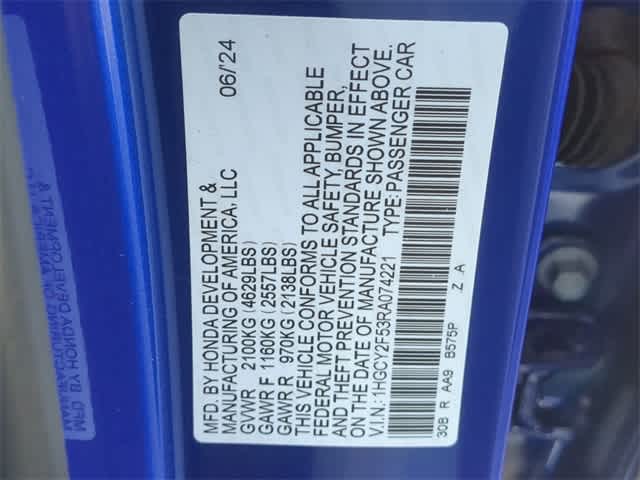 MFD. BY HONDA DEVELOPMENT & 06/'24
MANUFACTURING OF AMERICA, LLC
GVWR 2100KG (4629LBS)
GAWR F 1160KG (2557LBS)
GAWR R 970KG (2138LBS)
THIS VEHICLE CONFORMS TO ALL APPLICABLE
FEDERAL MOTOR VEHICLE SAFETY, BUMPER,
AND THEFT PREVENTION STANDARDS IN EFFECT
ON THE DATE OF MANUFACTURE SHOWN ABOVE.
V.I.N.: 1HGCY2F53RA074221 TYPE: PASSENGER CAR
30B R AA9 B575P Z A